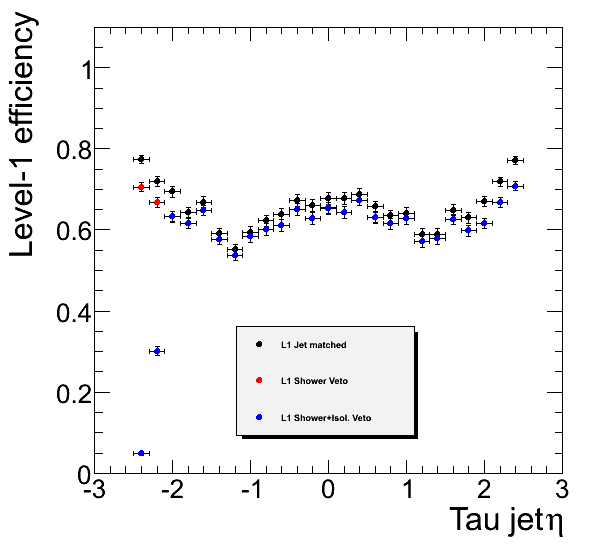 Level-1 efficiency
1
0.8
0.6
0.4
0.2
0
L1 Jet matched
L1 Shower Veto
L1 Shower+Isol. Veto
-3 -2 -1 0 1 2 3
Tau jet η